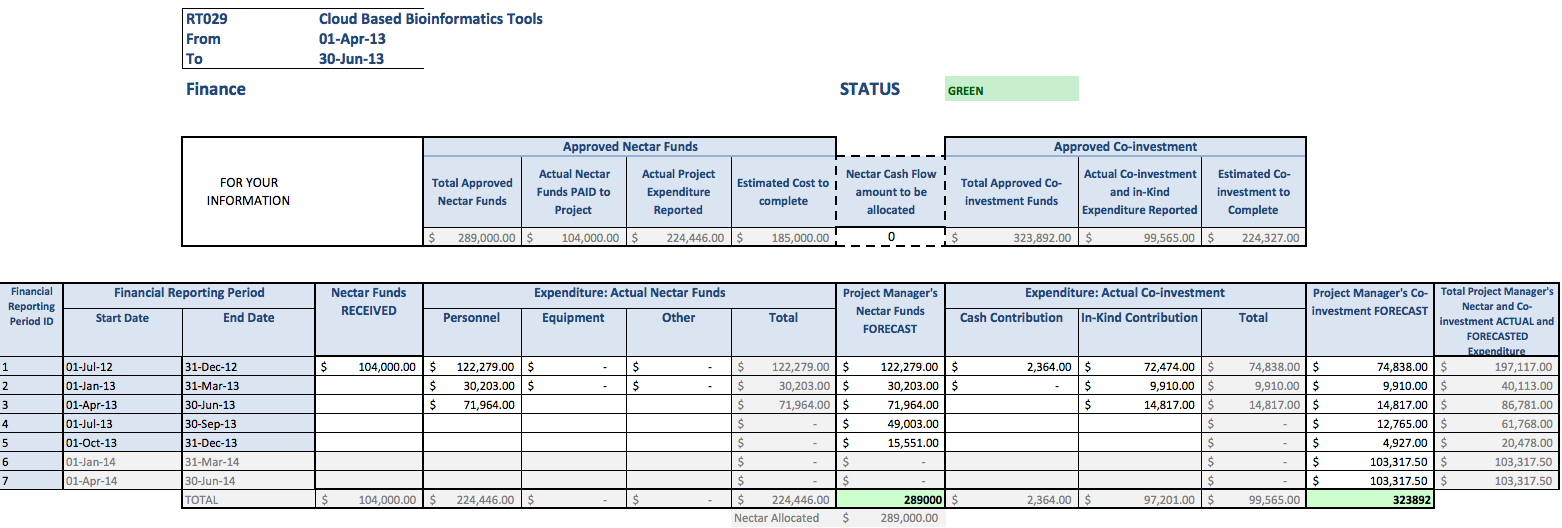 RT029 Cloud Based Bioinformatics Tools
From 01-Apr-13
To 30-Jun-13
Finance STATUS GREEN
FOR YOUR
INFORMATION
Approved Nectar Funds
Total Approved
Nectar Funds
Actual Nectar
Funds PAID to
Project
Actual Project
Expenditure
Reported
Estimated Cost to
complete
Nectar Cash Flow
amount to be
allocated
Approved Co-investment
Total Approved Co-
investment Funds
Actual Co-investment
and in-Kind
Expenditure Reported
Estimated Co-
investment to
Complete
$ 289,000.00 $ 104,000.00 $ 224,446.00 $ 185,000.00 0 $ 323,892.00 $ 99,565.00 $ 224,327.00
Financial
Reporting
Period ID
Financial Reporting Period
Start Date End Date
Nectar Funds
RECEIVED
Expenditure: Actual Nectar Funds
Personnel Equipment Other Total
Project Manager's
Nectar Funds
FORECAST
Expenditure: Actual Co-investment
Cash Contribution In-Kind Contribution Total
Project Manager's Co-
investment FORECAST
Total Project Manager's
Nectar and Co-
investment ACTUAL and
FORECASTED
Expenditure
1 01-Jul-12 31-Dec-12 $ 104,000.00 $ 122,279.00 $ - $ - $ 122,279.00 $ 122,279.00 $ 2,364.00 $ 72,474.00 $ 74,838.00 $ 74,838.00 $ 197,117.00
2 01-Jan-13 31-Mar-13 $ 30,203.00 $ - $ - $ 30,203.00 $ 30,203.00 $ - $ 9,910.00 $ 9,910.00 $ 9,910.00 $ 40,113.00
3 01-Apr-13 30-Jun-13 $ 71,964.00 $ 71,964.00 $ 71,964.00 $ 14,817.00 $ 14,817.00 $ 14,817.00 $ 86,781.00
4 01-Jul-13 30-Sep-13 $ - $ 49,003.00 $ - $ 12,765.00 $ 61,768.00
5 01-Oct-13 31-Dec-13 $ - $ 15,551.00 $ - $ 4,927.00 $ 20,478.00
6 01-Jan-14 31-Mar-14 $ - $ - $ - $ 103,317.50 $ 103,317.50
7 01-Apr-14 30-Jun-14 $ - $ - $ - $ 103,317.50 $ 103,317.50
TOTAL $ 104,000.00 $ 224,446.00 $ - $ - $ 224,446.00 289000 $ 2,364.00 $ 97,201.00 $ 99,565.00 323892
Nectar Allocated $ 289,000.00